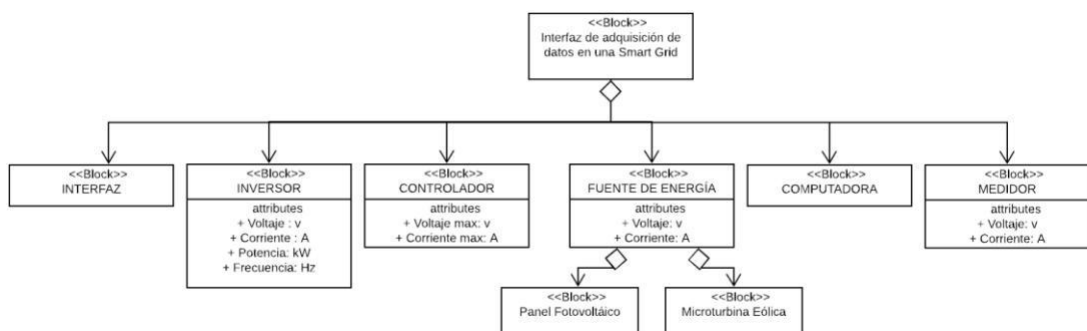 <<Block>>
Interfaz de adquisición de
datos en una Smart Grid
<<Block>>
INTERFAZ
<<Block>>
INVERSOR
attributes
+ Voltaje : v
+ Corriente : A
+ Potencia: kW
+ Frecuencia: Hz
<<Block>>
CONTROLADOR
attributes
+ Voltaje max: v
+ Corriente max: A
<<Block>>
FUENTE DE ENERGÍA
attributes
+ Voltaje: v
+ Corriente: A
<<Block>>
COMPUTADORA
<<Block>>
MEDIDOR
attributes
+ Voltaje: v
+ Corriente: A
<<Block>>
Panel Fotovoltáico
<<Block>>
Microturbina Eólica